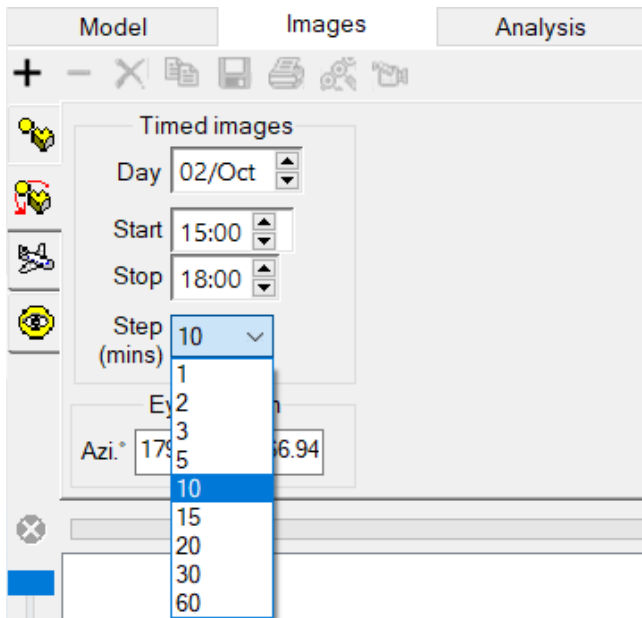 Model Images Analysis
Timed images
Day 02/Oct
Start 15:00
Stop 18:00
Step
(mins) 10
1
2
3
5
10
15
20
30
60
Azi.° 6.94